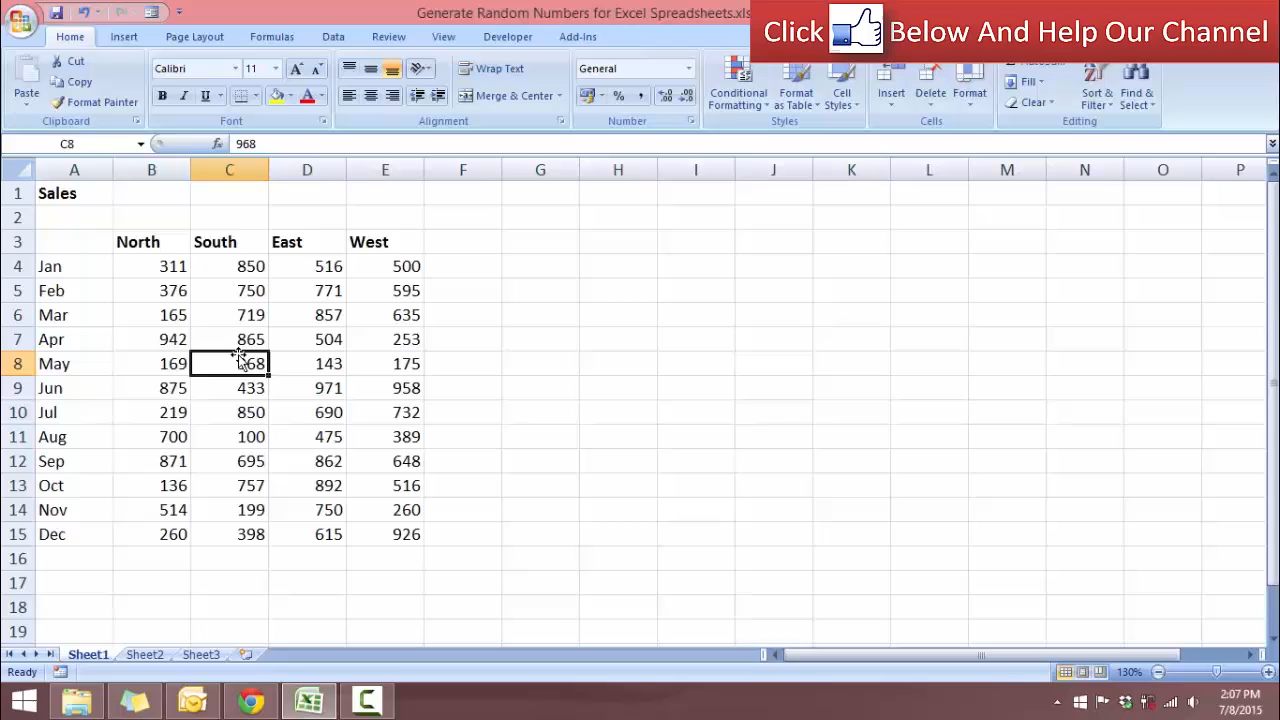 Generate Random Numbers for Excel Spreadsheets.xls
Click Below And Help Our Channel
Home Insert Page Layout Formulas Data Review View Developer Add-Ins
Paste
Cut
Copy
Format Painter
Clipboard
Calibri 11
B I U
Font
Wrap Text
Merge & Center
Alignment
General
% ,
Number
Conditional Formatting
Format as Table
Cell Styles
Styles
Insert Delete Format
Cells
Fill
Clear
Sort & Filter
Find & Select
Editing
C8 fx 968
A B C D E F G H I J K L M N O P
1 Sales
2
3 North South East West
4 Jan 311 850 516 500
5 Feb 376 750 771 595
6 Mar 165 719 857 635
7 Apr 942 865 504 253
8 May 169 68 143 175
9 Jun 875 433 971 958
10 Jul 219 850 690 732
11 Aug 700 100 475 389
12 Sep 871 695 862 648
13 Oct 136 757 892 516
14 Nov 514 199 750 260
15 Dec 260 398 615 926
16
17
18
19
Sheet1 Sheet2 Sheet3
Ready 130%
2:07 PM
7/8/2015